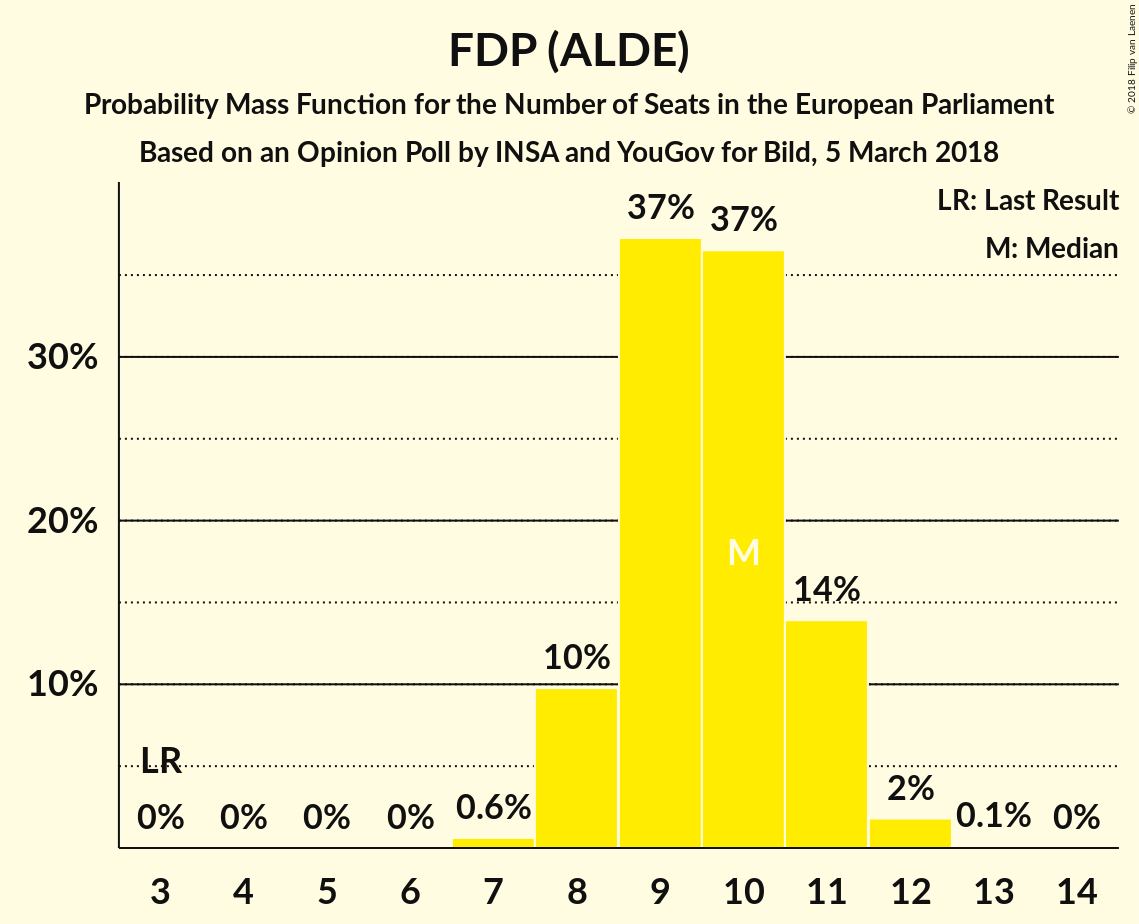 FDP (ALDE)
Probability Mass Function for the Number of Seats in the European Parliament
Based on an Opinion Poll by INSA and YouGov for Bild, 5 March 2018
© 2018 Filip van Laenen
LR: Last Result
M: Median
37%
37%
30%
20%
M
14%
10%
10%
LR
0%
0%
0%
0%
0.6%
2%
0.1%
0%
3 4 5 6 7 8 9 10 11 12 13 14